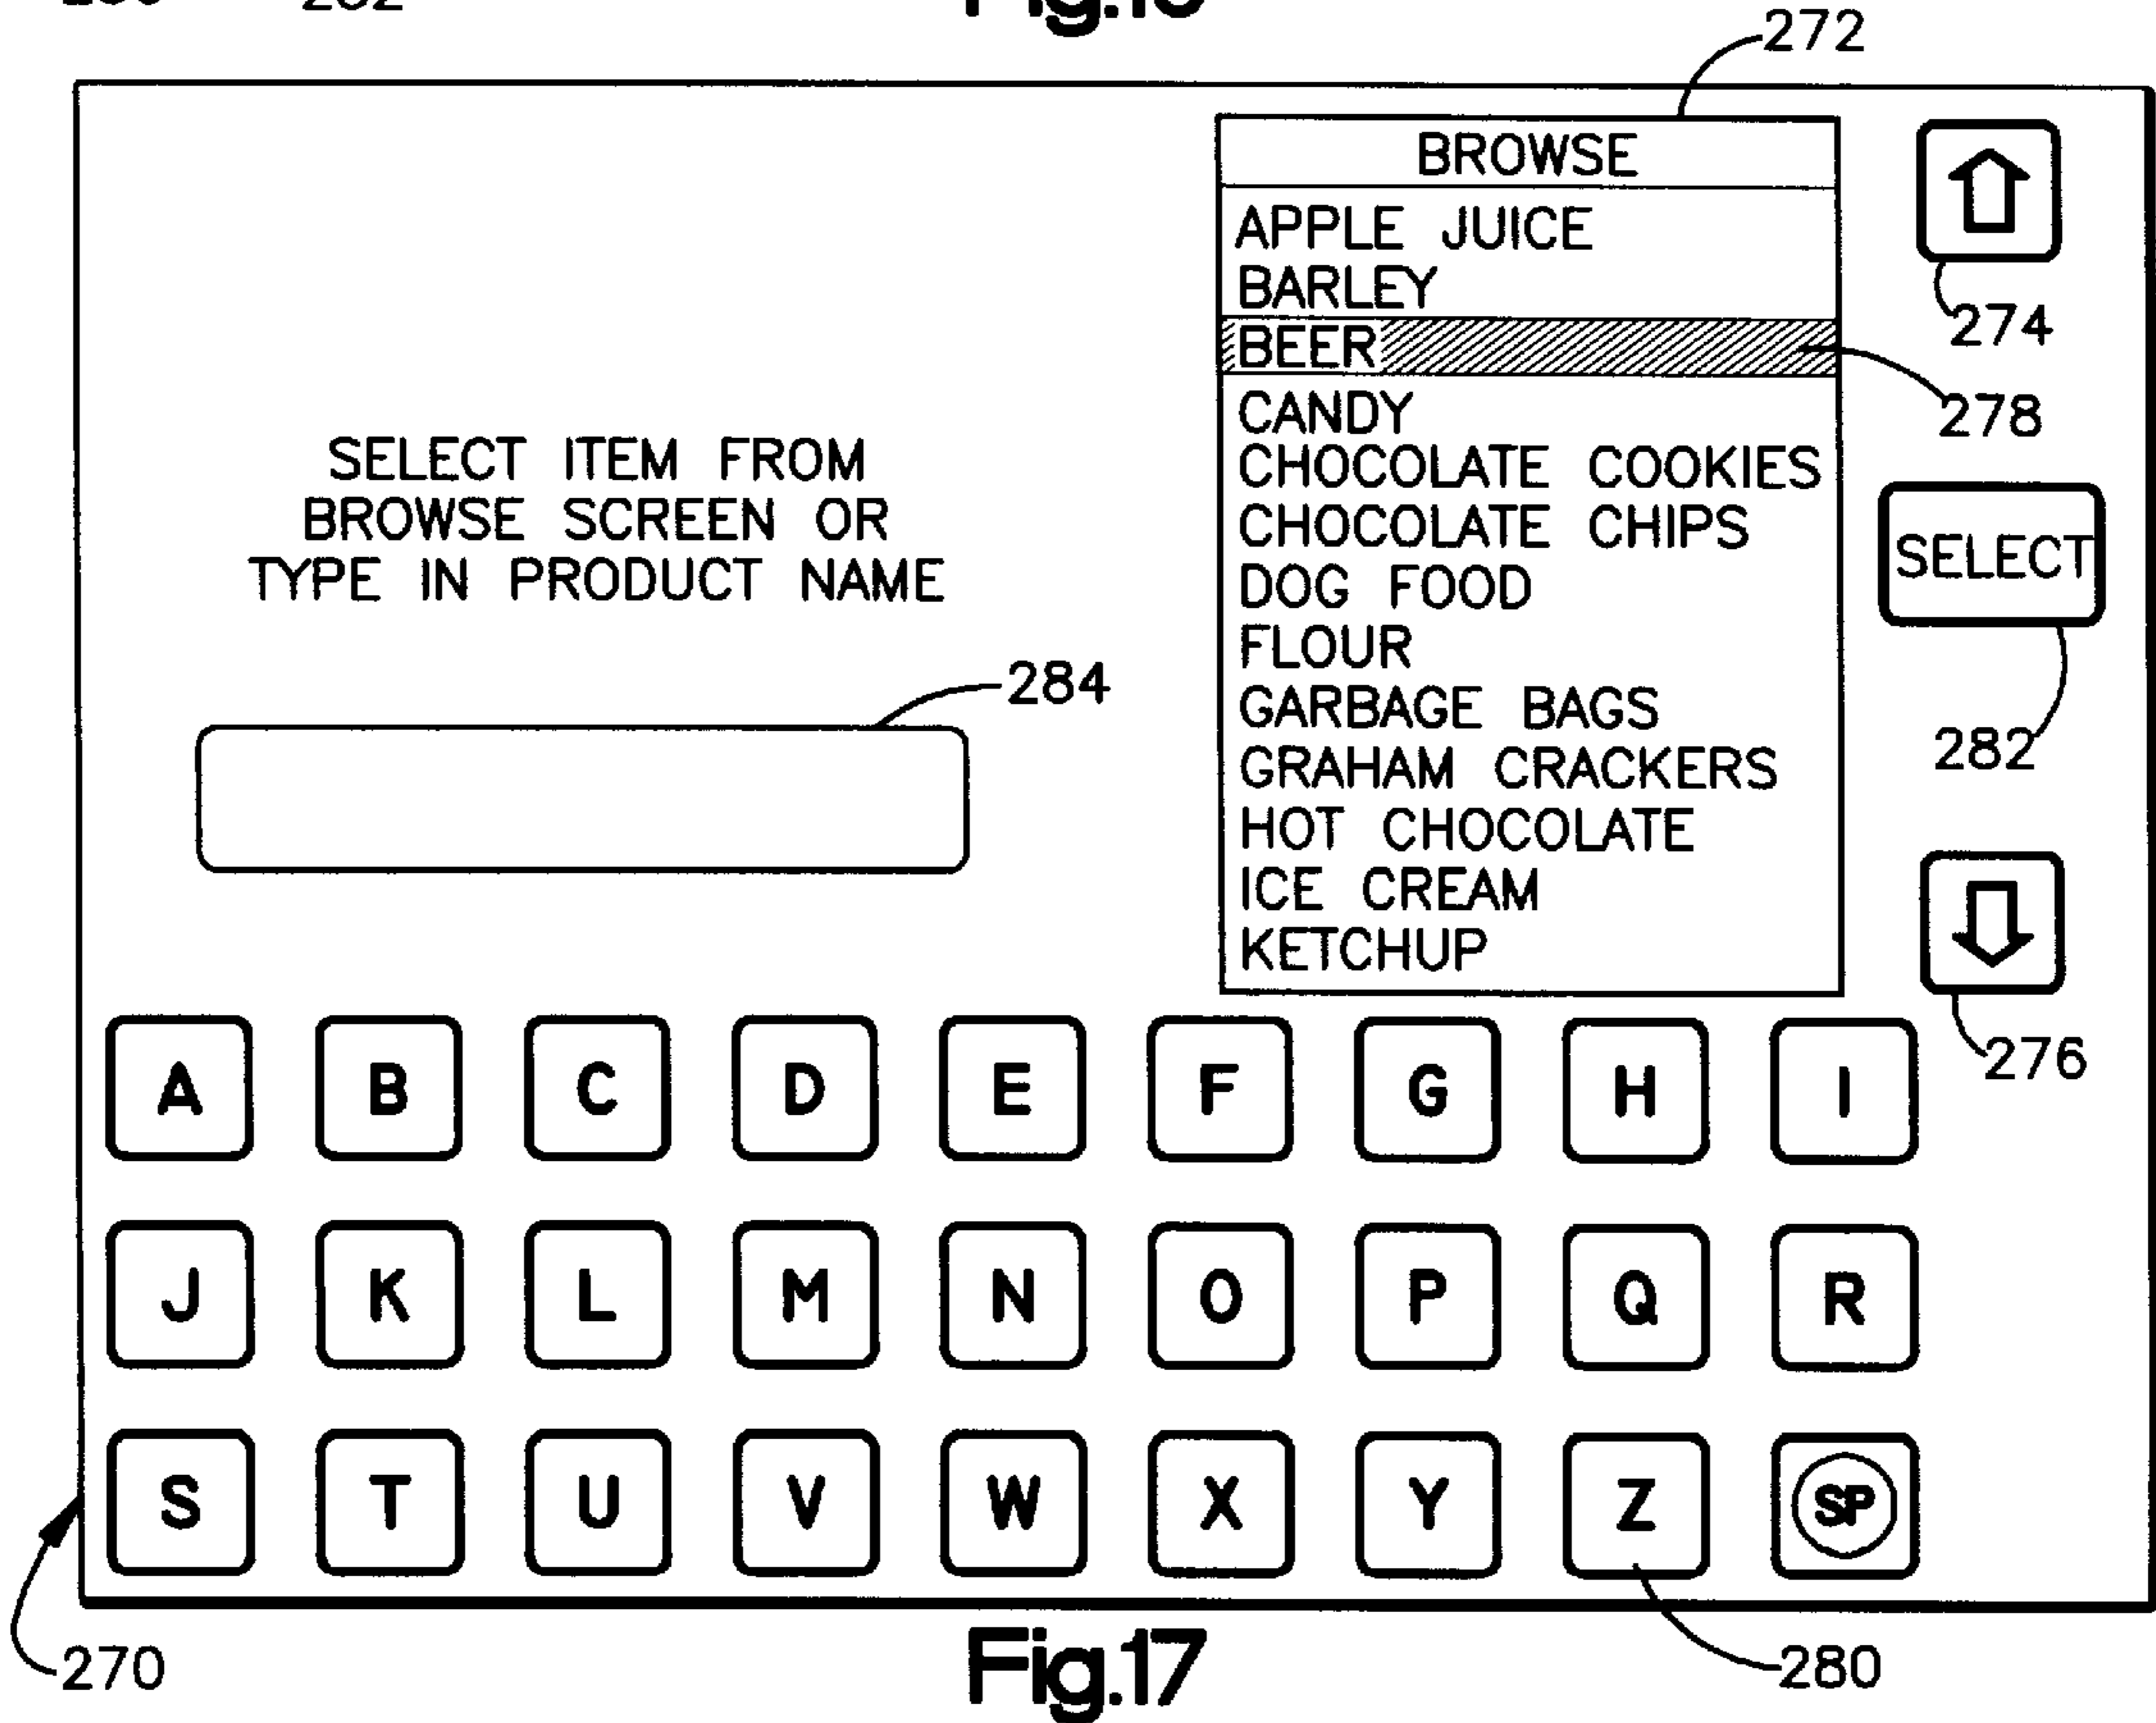 272
BROWSE
APPLE JUICE
BARLEY
274
BEER
278
CANDY
CHOCOLATE COOKIES
CHOCOLATE CHIPS
DOG FOOD
FLOUR
GARBAGE BAGS
GRAHAM CRACKERS
HOT CHOCOLATE
ICE CREAM
KETCHUP
SELECT
282
276
SELECT ITEM FROM
BROWSE SCREEN OR
TYPE IN PRODUCT NAME
284
A B C D E F G H I
J K L M N O P Q R
S T U V W X Y Z SP
270
280
Fig.17